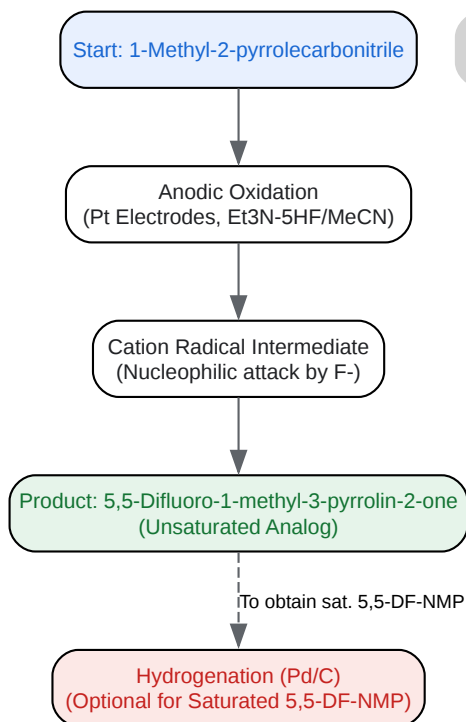 Start: 1-Methyl-2-pyrrolecarbonitrile
Anodic Oxidation
(Pt Electrodes, Et3N-5HF/MeCN)
Cation Radical Intermediate
(Nucleophilic attack by F-)
Product: 5,5-Difluoro-1-methyl-3-pyrrolin-2-one
(Unsaturated Analog)
To obtain sat. 5,5-DF-NMP
Hydrogenation (Pd/C)
(Optional for Saturated 5,5-DF-NMP)